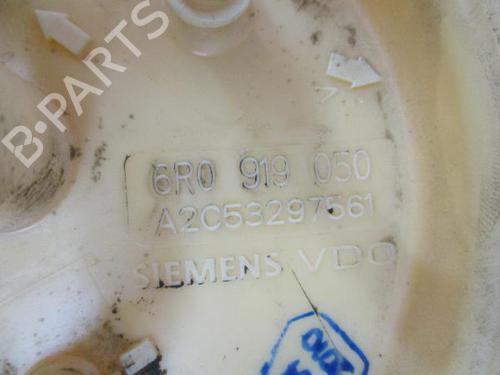 B-PARTS
6R0 919 050
A2C53297561
SIEMENS VDO